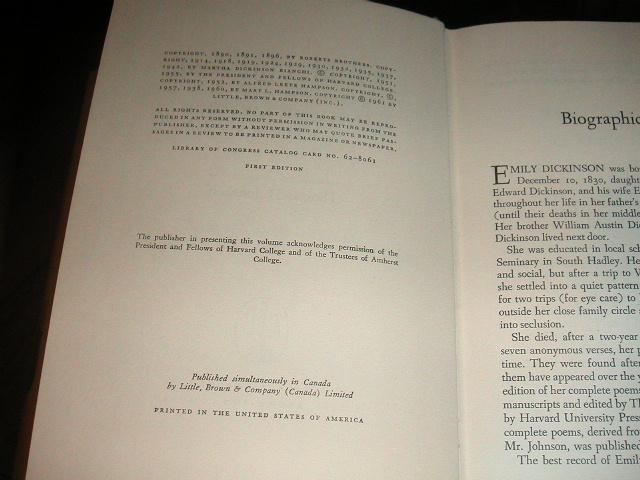 COPYRIGHT, 1890, 1891, 1896, BY ROBERTS BROTHERS. COPY-
RIGHT, 1914, 1918, 1919, 1924, 1929, 1930, 1932, 1935, 1937,
1942, BY MARTHA DICKINSON BIANCHI. © COPYRIGHT, 1951,
1955, BY THE PRESIDENT AND FELLOWS OF HARVARD COLLEGE.
COPYRIGHT, 1952, BY ALFRED LEETE HAMPSON. COPYRIGHT, ©,
1957, 1958, 1960, BY MARY L. HAMPSON. COPYRIGHT © 1961 BY
LITTLE, BROWN & COMPANY (INC.).
ALL RIGHTS RESERVED. NO PART OF THIS BOOK MAY BE REPRO-
DUCED IN ANY FORM WITHOUT PERMISSION IN WRITING FROM THE
PUBLISHER, EXCEPT BY A REVIEWER WHO MAY QUOTE BRIEF PAS-
SAGES IN A REVIEW TO BE PRINTED IN A MAGAZINE OR NEWSPAPER.
LIBRARY OF CONGRESS CATALOG CARD NO. 62-8061
FIRST EDITION
The publisher in presenting this volume acknowledges permission of the
President and Fellows of Harvard College and of the Trustees of Amherst
College.
Published simultaneously in Canada
by Little, Brown & Company (Canada) Limited
PRINTED IN THE UNITED STATES OF AMERICA
Biographic
EMILY DICKINSON was bo
December 10, 1830, daught
Edward Dickinson, and his wife E
throughout her life in her father's
(until their deaths in her middle
Her brother William Austin Di
Dickinson lived next door.
She was educated in local sch
Seminary in South Hadley. He
and social, but after a trip to W
she settled into a quiet pattern
for two trips (for eye care) to
outside her close family circle
into seclusion.
She died, after a two-year
seven anonymous verses, her p
time. They were found after
them have appeared over the y
edition of her complete poems
manuscripts and edited by Th
by Harvard University Press
complete poems, derived from
Mr. Johnson, was published
The best record of Emil